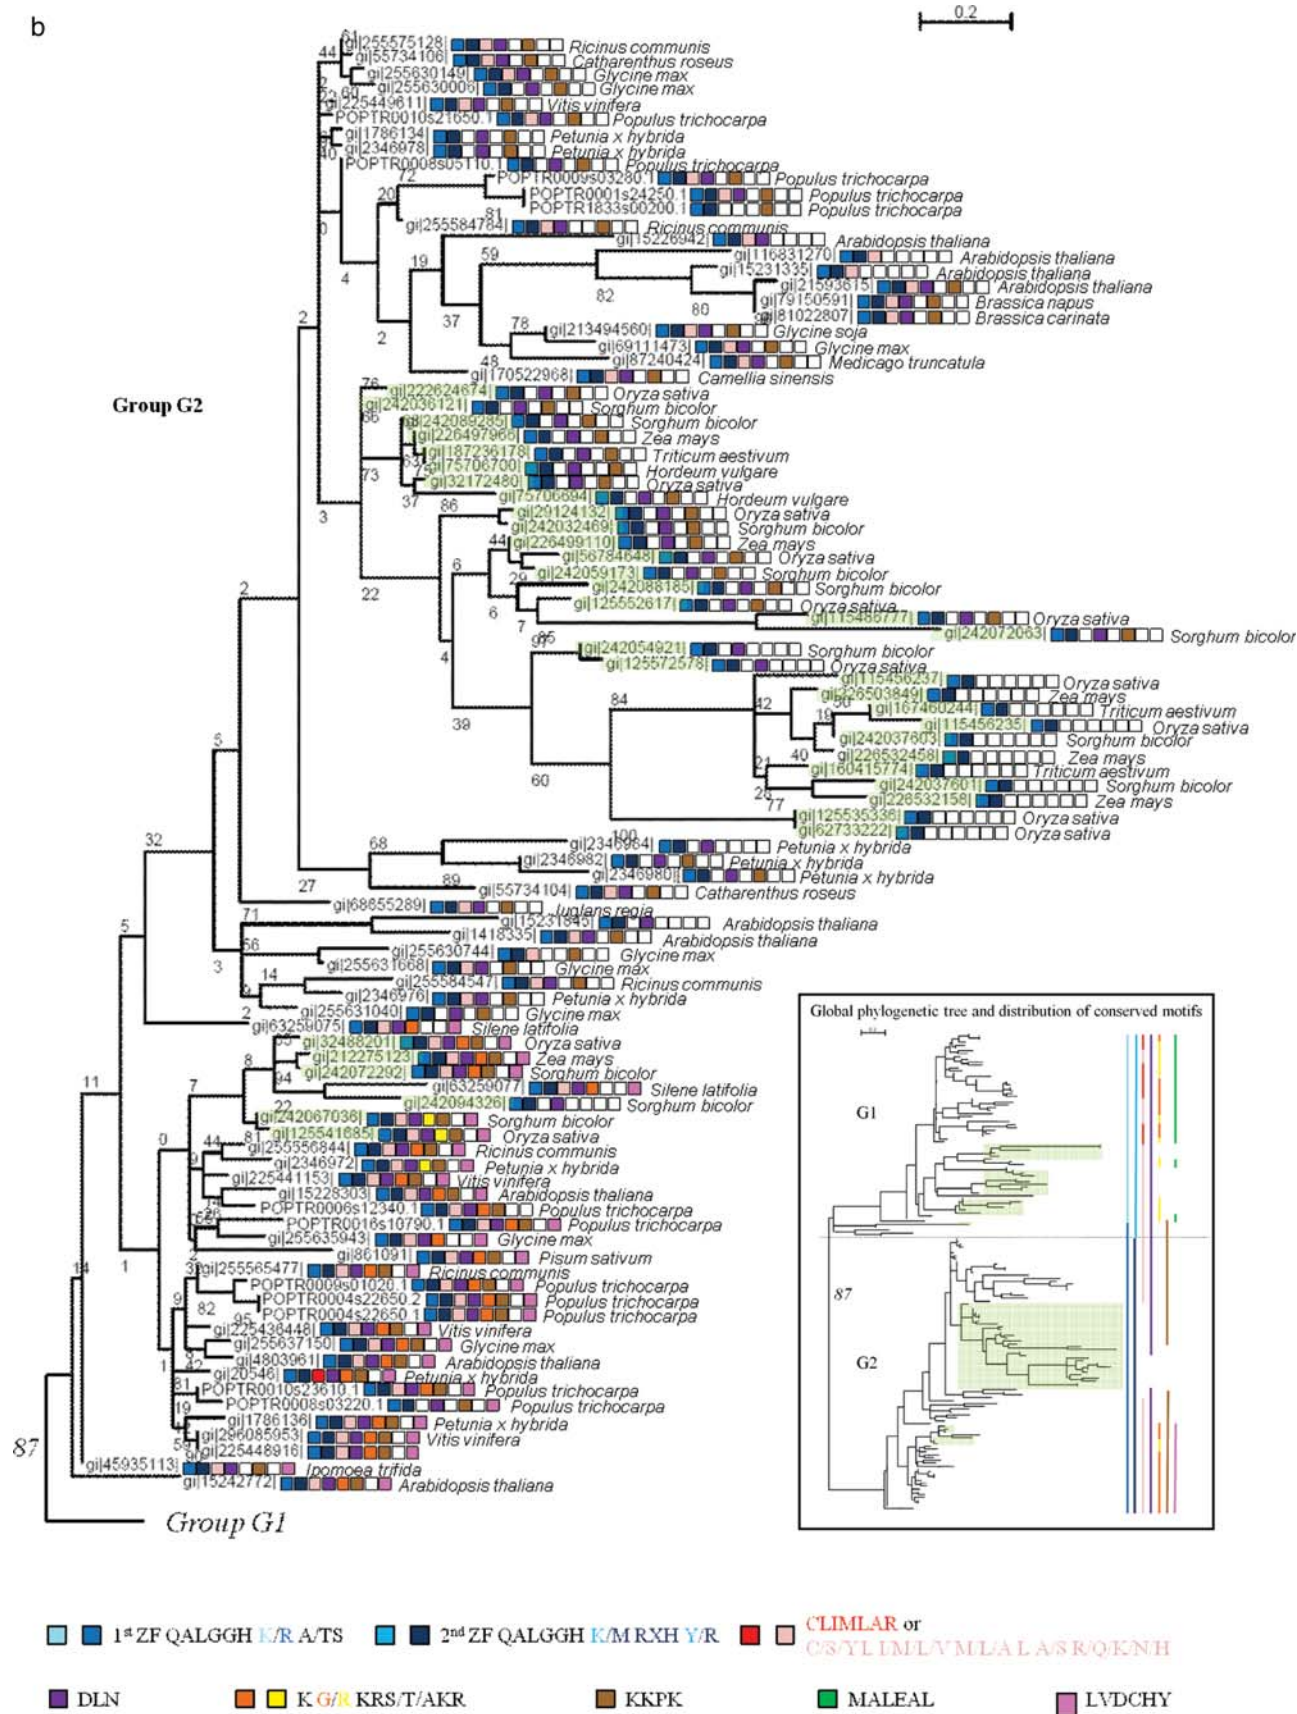 b
0.2
gi|255575128| Ricinus communis
gi|55734106| Catharanthus roseus
gi|255630149| Glycine max
gi|255630006| Glycine max
gi|225449611| Vitis vinifera
POPTR0010s21650.1 Populus trichocarpa
gi|1786134| Petunia x hybrida
gi|2346978| Petunia x hybrida
POPTR0008s05110.1 Populus trichocarpa
POPTR0009s03280.1 Populus trichocarpa
POPTR0001s24250.1 Populus trichocarpa
POPTR1833s00200.1 Populus trichocarpa
gi|255584784| Ricinus communis
gi|15226942| Arabidopsis thaliana
gi|116831270| Arabidopsis thaliana
gi|15231335| Arabidopsis thaliana
gi|21593615| Arabidopsis thaliana
gi|79150591| Brassica napus
gi|81022807| Brassica carinata
gi|213494560| Glycine soja
gi|69111473| Glycine max
gi|87240424| Medicago truncatula
gi|170522968| Camellia sinensis
gi|222624674| Oryza sativa
Group G2
gi|242036121| Sorghum bicolor
gi|242089285| Sorghum bicolor
gi|226497966| Zea mays
gi|187236178| Triticum aestivum
gi|75706700| Hordeum vulgare
gi|32172480| Oryza sativa
gi|75706694| Hordeum vulgare
gi|29124132| Oryza sativa
gi|242032469| Sorghum bicolor
gi|226499110| Zea mays
gi|56784648| Oryza sativa
gi|242059173| Sorghum bicolor
gi|242088185| Sorghum bicolor
gi|125552617| Oryza sativa
gi|115486777| Oryza sativa
gi|242072063| Sorghum bicolor
gi|242054921| Sorghum bicolor
gi|125572578| Oryza sativa
gi|115456237| Oryza sativa
gi|226503849| Zea mays
gi|167460244| Triticum aestivum
gi|115456235| Oryza sativa
gi|242037603| Sorghum bicolor
gi|226532458| Zea mays
gi|160415774| Triticum aestivum
gi|242037601| Sorghum bicolor
gi|226532158| Zea mays
gi|125535336| Oryza sativa
gi|62733222| Oryza sativa
gi|2346964| Petunia x hybrida
gi|2346982| Petunia x hybrida
gi|2346980| Petunia x hybrida
gi|55734104| Catharanthus roseus
gi|68655289| Juglans regia
gi|15231845| Arabidopsis thaliana
gi|1418335| Arabidopsis thaliana
gi|255630744| Glycine max
gi|255631668| Glycine max
gi|255584547| Ricinus communis
gi|2346976| Petunia x hybrida
gi|255631040| Glycine max
gi|63259075| Silene latifolia
gi|32488201| Oryza sativa
gi|212275123| Zea mays
gi|242072292| Sorghum bicolor
gi|63259077| Silene latifolia
gi|242094326| Sorghum bicolor
gi|242067036| Sorghum bicolor
gi|125541685| Oryza sativa
gi|255556844| Ricinus communis
gi|2346972| Petunia x hybrida
gi|225441153| Vitis vinifera
gi|15228303| Arabidopsis thaliana
POPTR0006s12340.1 Populus trichocarpa
POPTR0016s10790.1 Populus trichocarpa
gi|255635943| Glycine max
gi|861091| Pisum sativum
gi|255565477| Ricinus communis
POPTR0009s01020.1 Populus trichocarpa
POPTR0004s22650.2 Populus trichocarpa
POPTR0004s22650.1 Populus trichocarpa
gi|225436448| Vitis vinifera
gi|255637150| Glycine max
gi|4803961| Arabidopsis thaliana
gi|20546| Petunia x hybrida
POPTR0010s23610.1 Populus trichocarpa
POPTR0008s03220.1 Populus trichocarpa
gi|1786136| Petunia x hybrida
gi|296085953| Vitis vinifera
gi|225448916|
87
gi|45935113| Ipomoea trifida
gi|15242772| Arabidopsis thaliana
Group G1
Global phylogenetic tree and distribution of conserved motifs
G1
87
G2
1st ZF QALGGH K/R A/TS 2nd ZF QALGGH K/M RXH Y/R CLIMLAR or
C/S/Y L I/M/L/V M/L/A L A/S R/Q/K/N/H
DLN K G/R KRS/T/AKR KKPK MALEAL LVDCHY